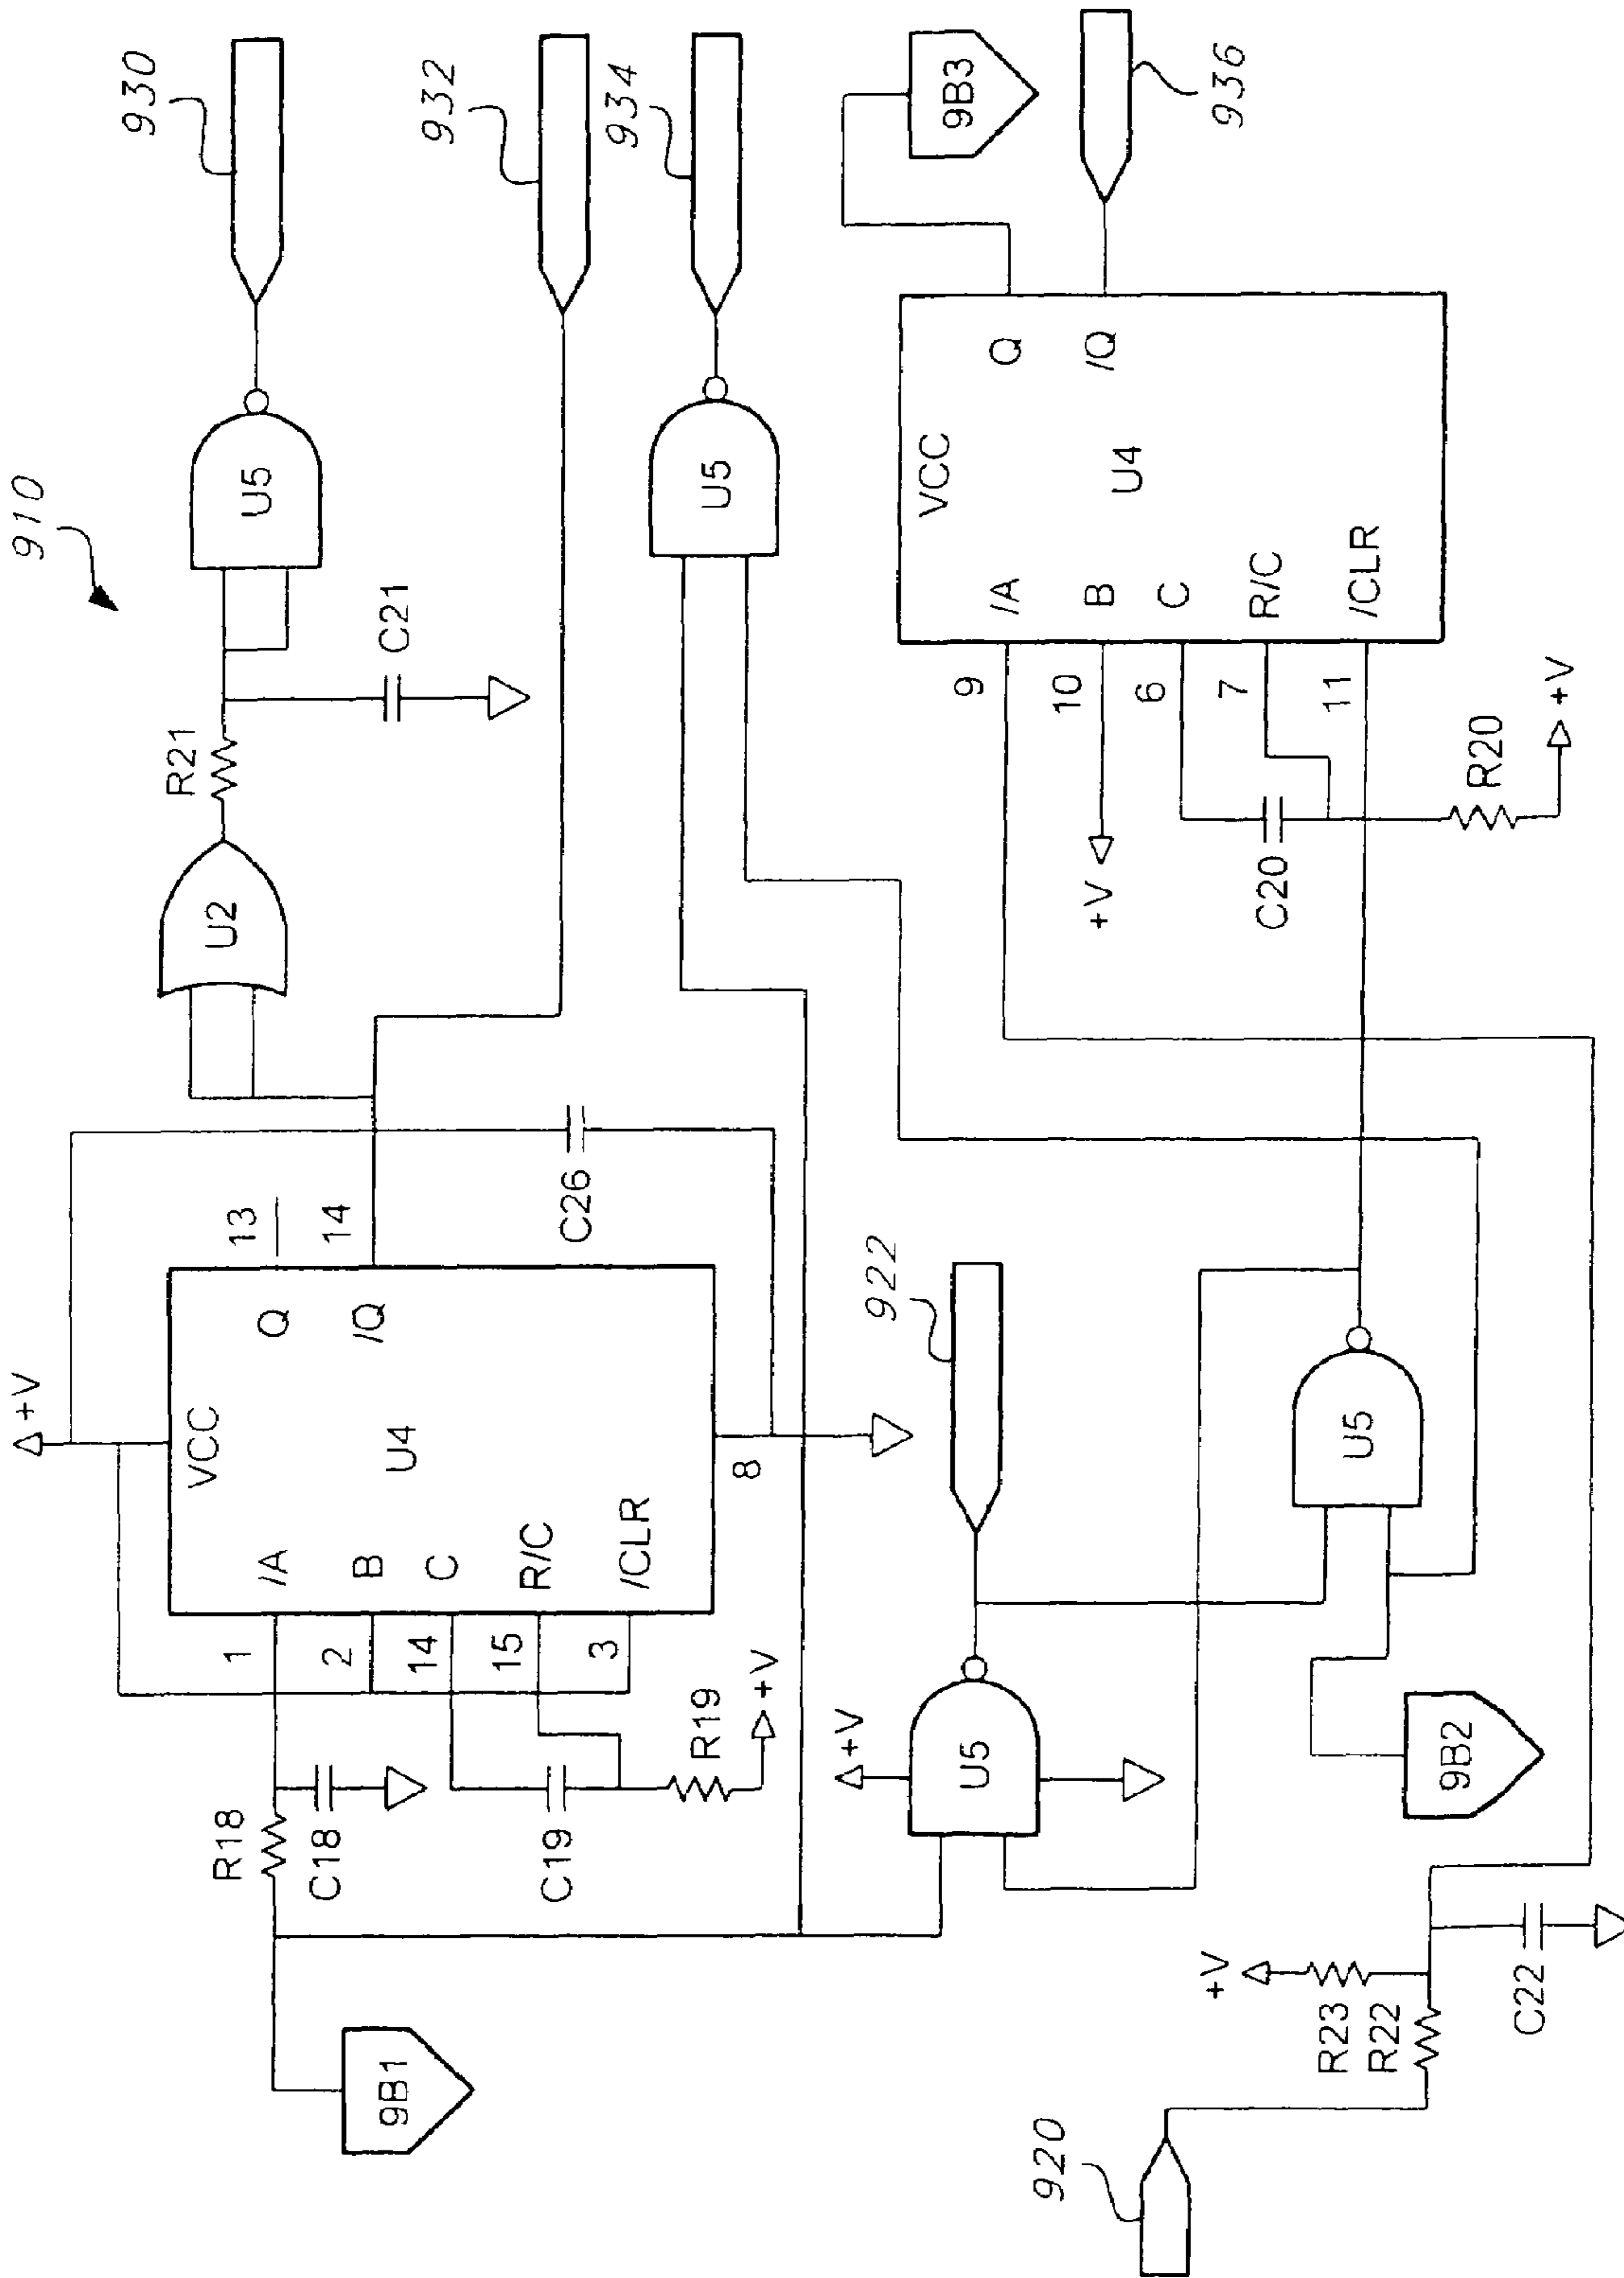 910
+V
VCC
U4
/A
B
C
R/C
/CLR
Q
/Q
1
2
14
15
3
13
14
8
R18
C18
C19
R19
+V
C26
U2
R21
C21
U5
930
932
U5
934
9B1
+V
U5
922
U5
9B2
9B3
VCC
U4
/A
B
C
R/C
/CLR
Q
/Q
9
10
6
7
11
+V
C20
R20
+V
936
920
+V
R23
R22
C22